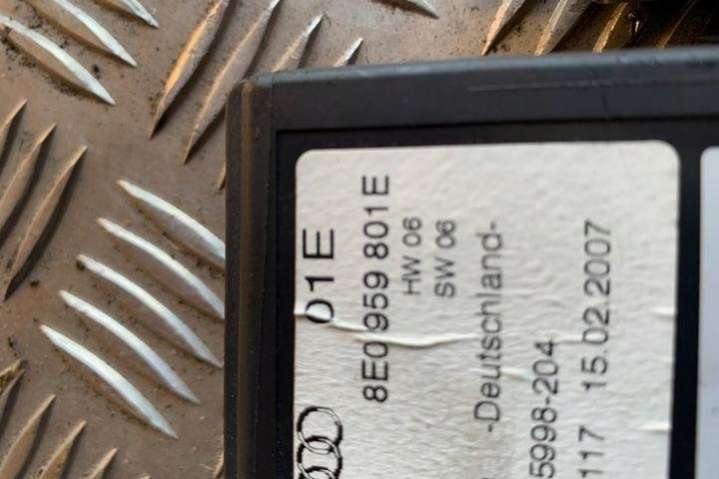 01E
8E0 959 801E
HW 06
SW 06
-Deutschland-
5998-204
117 15.02.2007